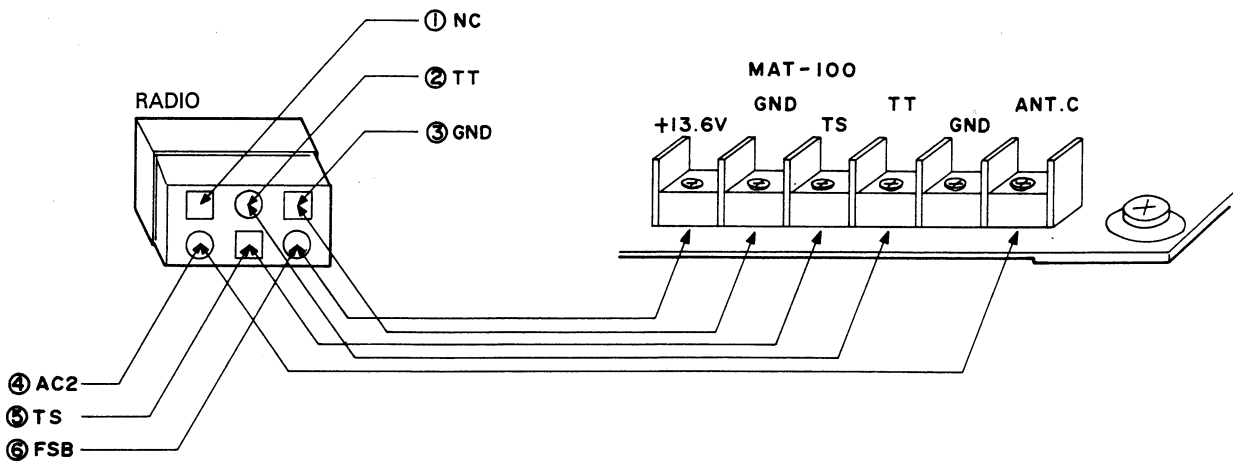 ① NC
② TT
③ GND
RADIO
MAT-100
GND TT ANT.C
+13.6V TS GND
④ AC2
⑤ TS
⑥ FSB